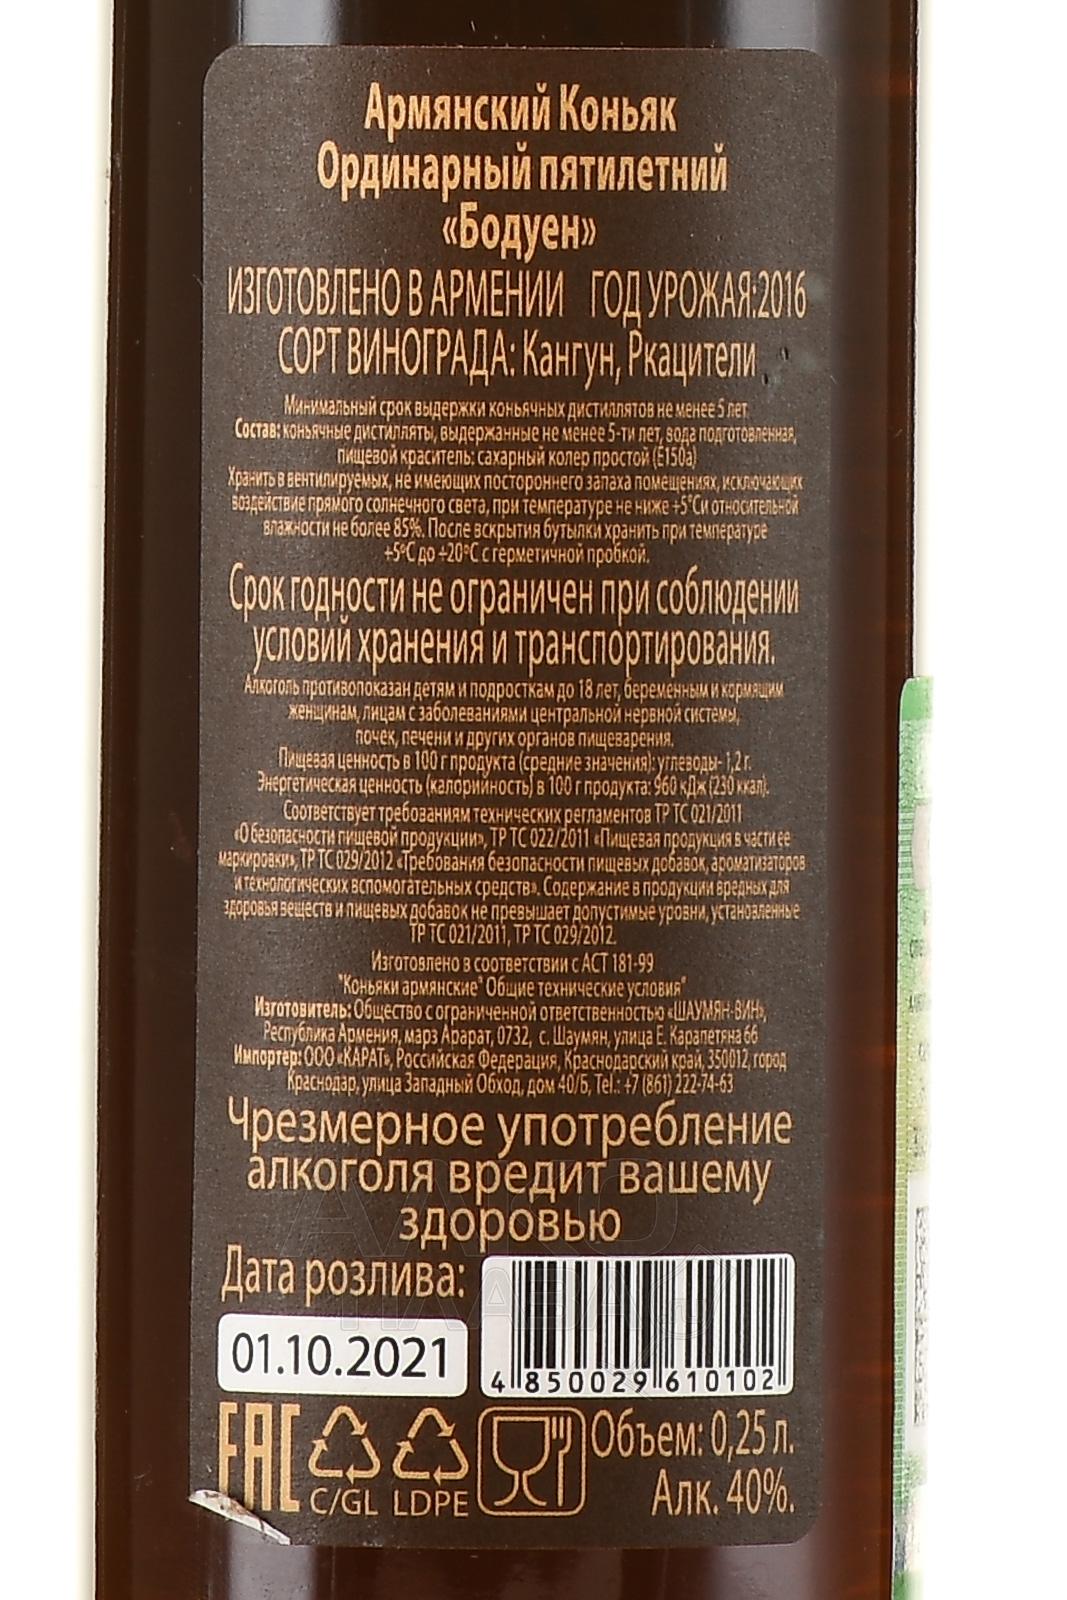 Армянский Коньяк
Ординарный пятилетний
«Бодуен»
ИЗГОТОВЛЕНО В АРМЕНИИ ГОД УРОЖАЯ:2016
СОРТ ВИНОГРАДА: Кангун, Ркацители
Минимальный срок выдержки коньячных дистиллятов не менее 5 лет.
Состав: коньячные дистилляты, выдержанные не менее 5-ти лет, вода подготовленная,
пищевой краситель: сахарный колер простой (Е150а)
Хранить в вентилируемых, не имеющих постороннего запаха помещениях, исключающих
воздействие прямого солнечного света, при температуре не ниже +5°С и относительной
влажности не более 85%. После вскрытия бутылки хранить при температуре
+5ºС до +20ºС с герметичной пробкой.
Срок годности не ограничен при соблюдении
условий хранения и транспортирования.
Алкоголь противопоказан детям и подросткам до 18 лет, беременным и кормящим
женщинам, лицам с заболеваниями центральной нервной системы,
почек, печени и других органов пищеварения.
Пищевая ценность в 100 г продукта (средние значения): углеводы- 1,2 г.
Энергетическая ценность (калорийность) в 100 г продукта: 960 кДж (230 ккал).
Соответствует требованиям технических регламентов ТР ТС 021/2011
«О безопасности пищевой продукции», ТР ТС 022/2011 «Пищевая продукция в части ее
маркировки», ТР ТС 029/2012 «Требования безопасности пищевых добавок, ароматизаторов
и технологических вспомогательных средств». Содержание в продукции вредных для
здоровья веществ и пищевых добавок не превышает допустимые уровни, установленные
ТР ТС 021/2011, ТР ТС 029/2012.
Изготовлено в соответствии с АСТ 181-99
"Коньяки армянские" Общие технические условия"
Изготовитель: Общество с ограниченной ответственностью «ШАУМЯН-ВИН»,
Республика Армения, марз Арарат, 0732, с. Шаумян, улица Е. Карапетяна 66
Импортер: ООО «КАРАТ», Российская Федерация, Краснодарский край, 350012, город
Краснодар, улица Западный Обход, дом 40/Б, Tel.: +7 (861) 222-74-63
Чрезмерное употребление
алкоголя вредит вашему
здоровью
Дата розлива:
01.10.2021
4 850029 610102
EAC C/GL LDPE
Объем: 0,25 л.
Алк. 40%.